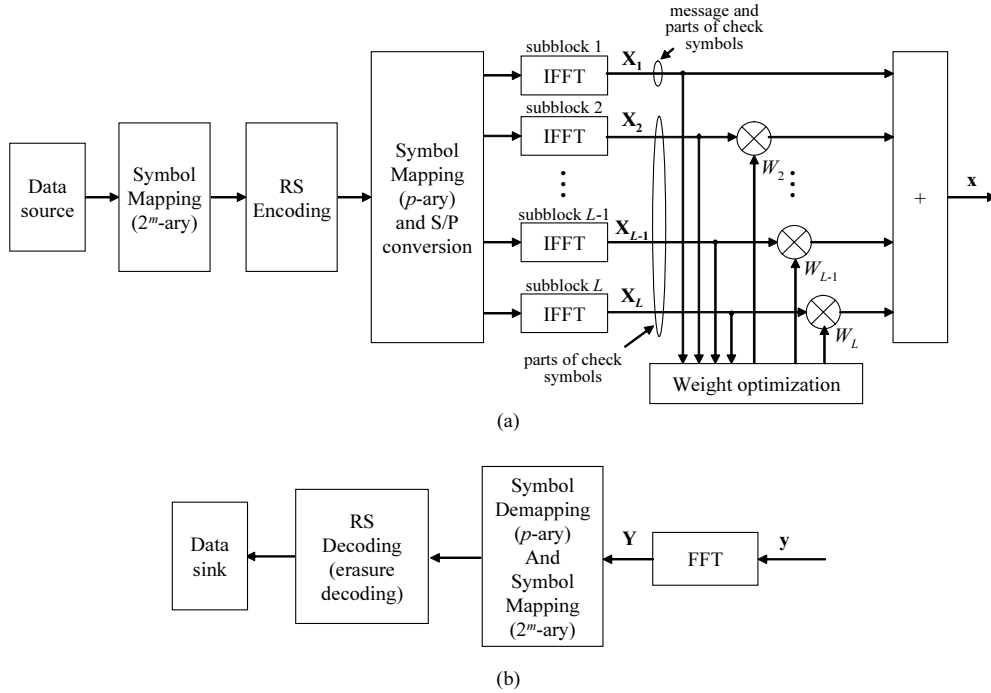 message and
parts of check
symbols
subblock 1
X₁
IFFT
subblock 2
X₂
IFFT
W₂
Data
source
Symbol
Mapping
(2ᵐ-ary)
RS
Encoding
Symbol
Mapping
(p-ary)
and S/P
conversion
subblock L-1
X_{L-1}
IFFT
W_{L-1}
subblock L
X_L
IFFT
W_L
+
x
parts of check
symbols
Weight optimization
(a)
Data
sink
RS
Decoding
(erasure
decoding)
Symbol
Demapping
(p-ary)
And
Symbol
Mapping
(2ᵐ-ary)
Y
FFT
y
(b)